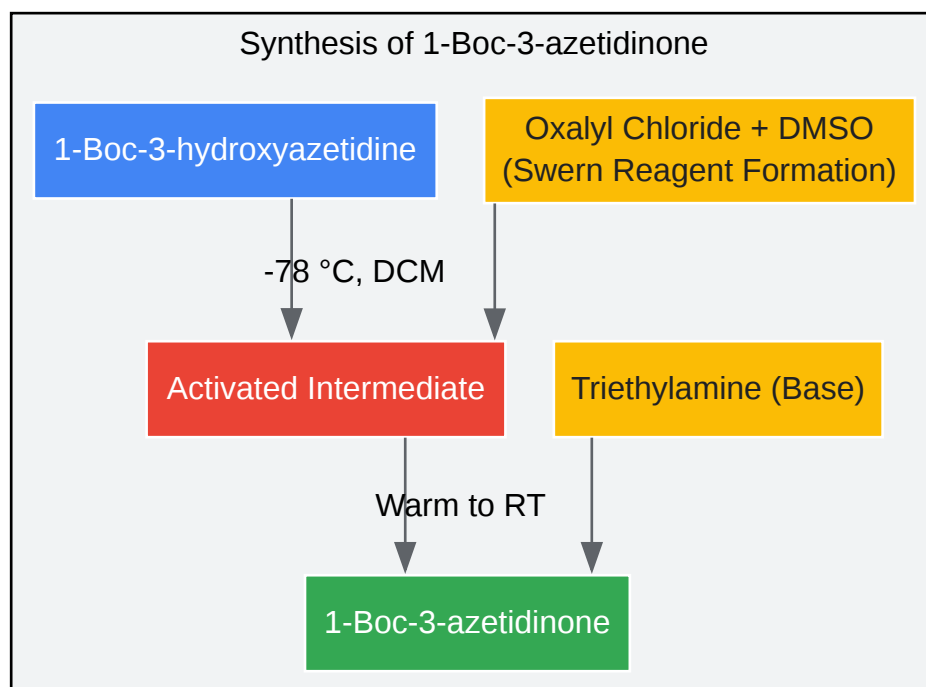 Synthesis of 1-Boc-3-azetidinone
1-Boc-3-hydroxyazetidine
Oxalyl Chloride + DMSO
(Swern Reagent Formation)
-78 °C, DCM
Activated Intermediate
Triethylamine (Base)
Warm to RT
1-Boc-3-azetidinone